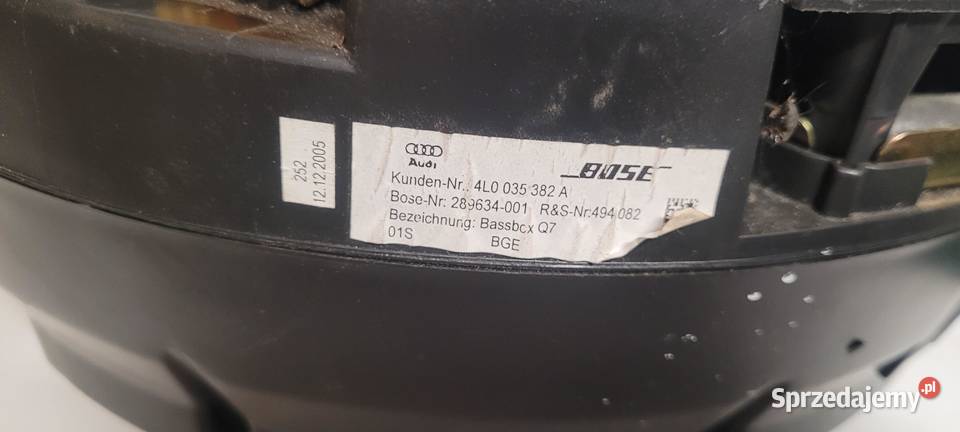 252
12.12.2005
Audi
BOSE
Kunden-Nr.: 4L0 035 382 A
Bose-Nr: 289634-001 R&S-Nr:494 082
Bezeichnung: Bassbox Q7
01S BGE
Sprzedajemy.pl